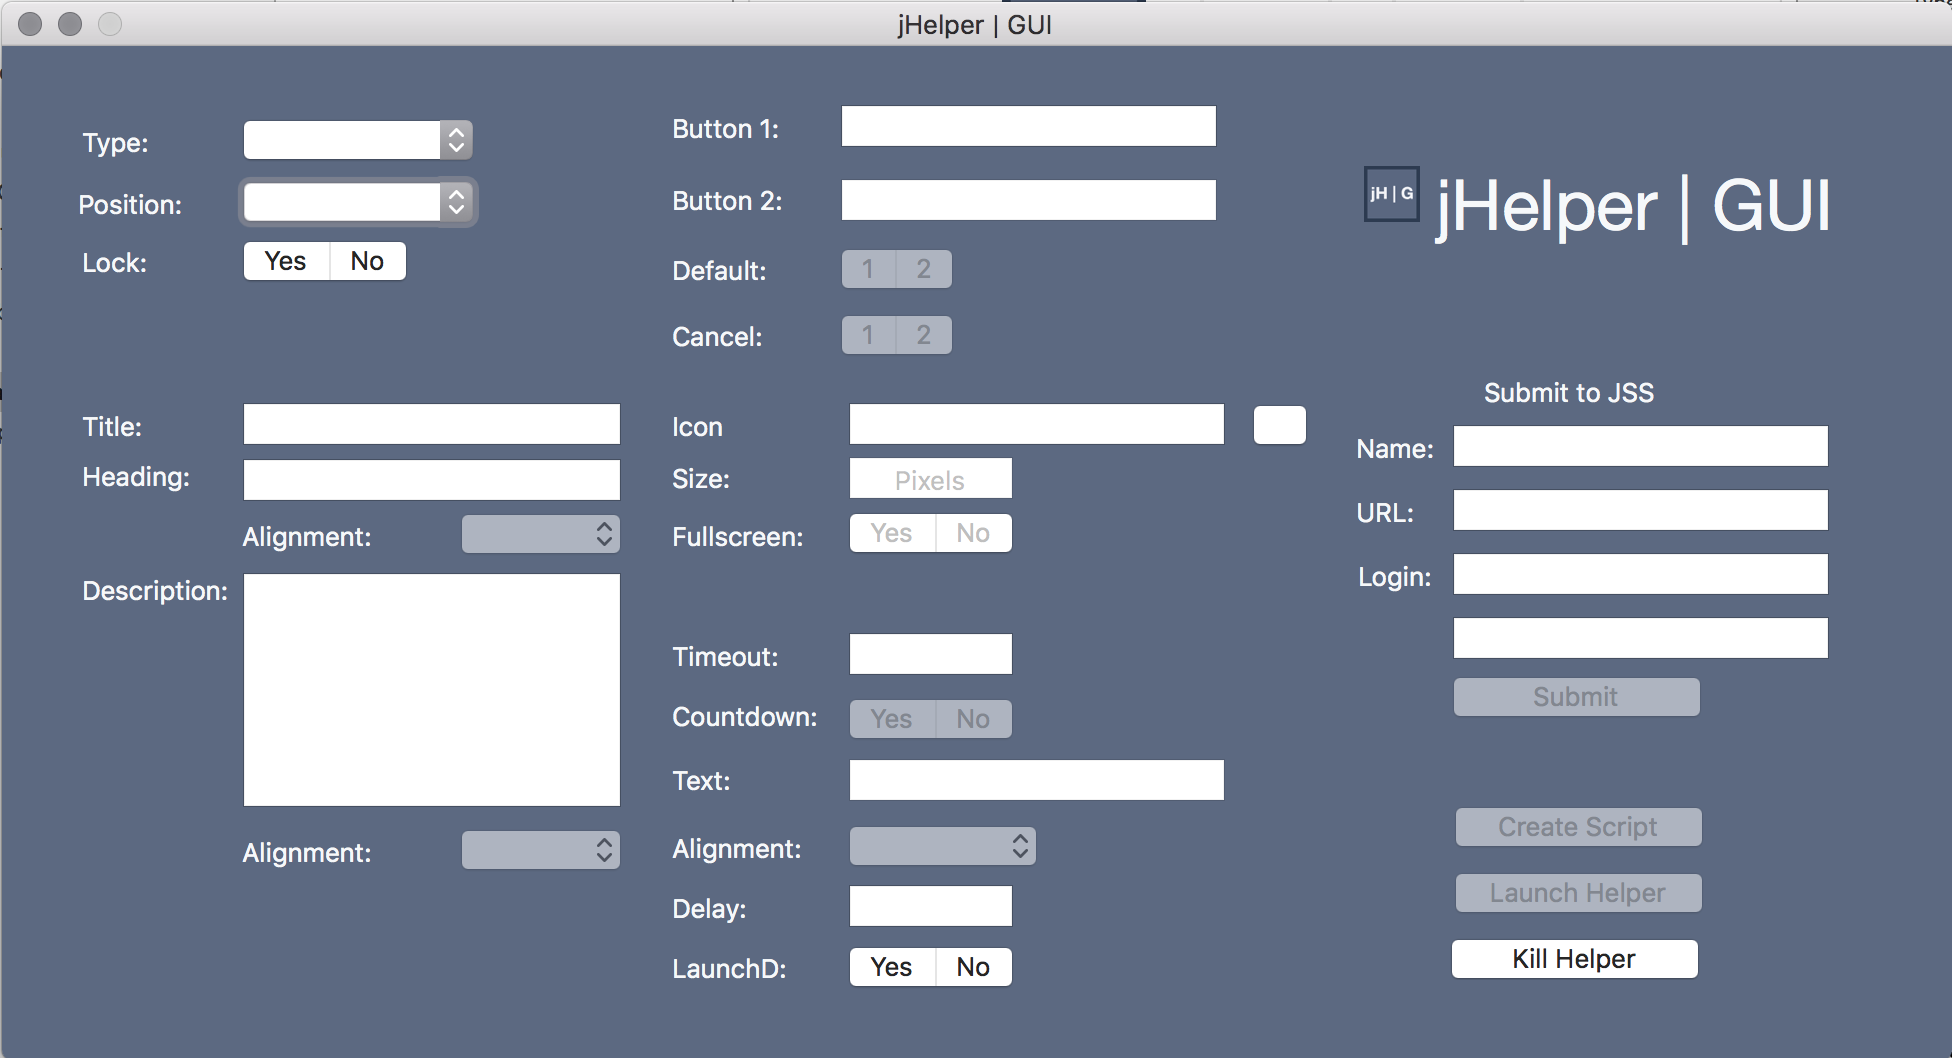 jHelper | GUI
Type:
Position:
Lock: Yes No
Button 1:
Button 2:
Default: 1 2
Cancel: 1 2
jH | G jHelper | GUI
Title:
Heading:
Alignment:
Description:
Alignment:
Icon
Size: Pixels
Fullscreen: Yes No
Timeout:
Countdown: Yes No
Text:
Alignment:
Delay:
LaunchD: Yes No
Submit to JSS
Name:
URL:
Login:
Submit
Create Script
Launch Helper
Kill Helper